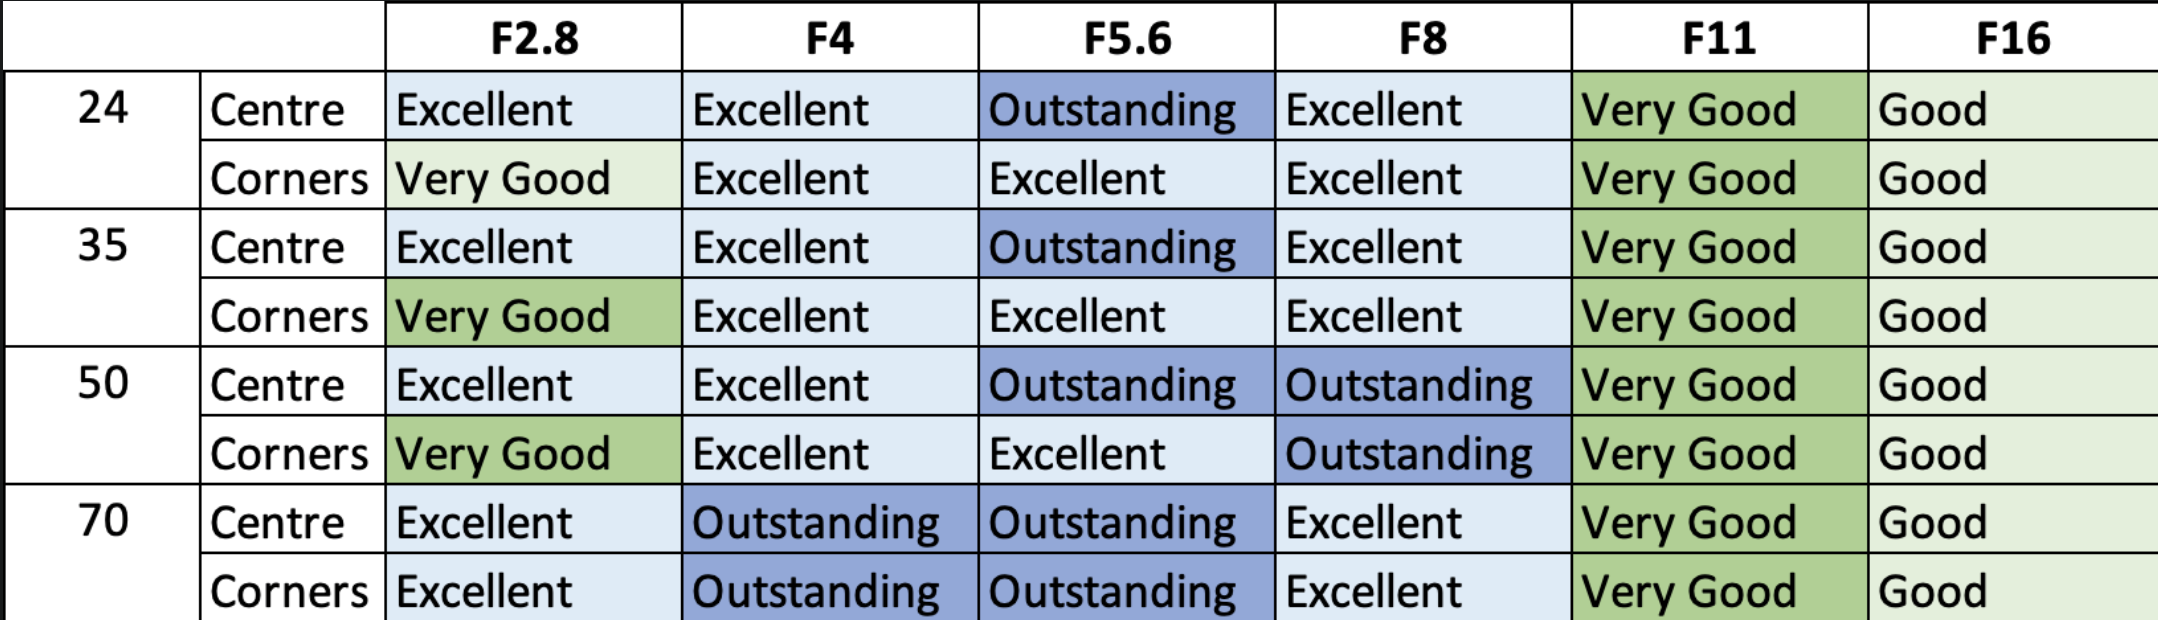 F2.8 F4 F5.6 F8 F11 F16
24 Centre Excellent Excellent Outstanding Excellent Very Good Good
Corners Very Good Excellent Excellent Excellent Very Good Good
35 Centre Excellent Excellent Outstanding Excellent Very Good Good
Corners Very Good Excellent Excellent Excellent Very Good Good
50 Centre Excellent Excellent Outstanding Outstanding Very Good Good
Corners Very Good Excellent Excellent Outstanding Very Good Good
70 Centre Excellent Outstanding Outstanding Excellent Very Good Good
Corners Excellent Outstanding Outstanding Excellent Very Good Good